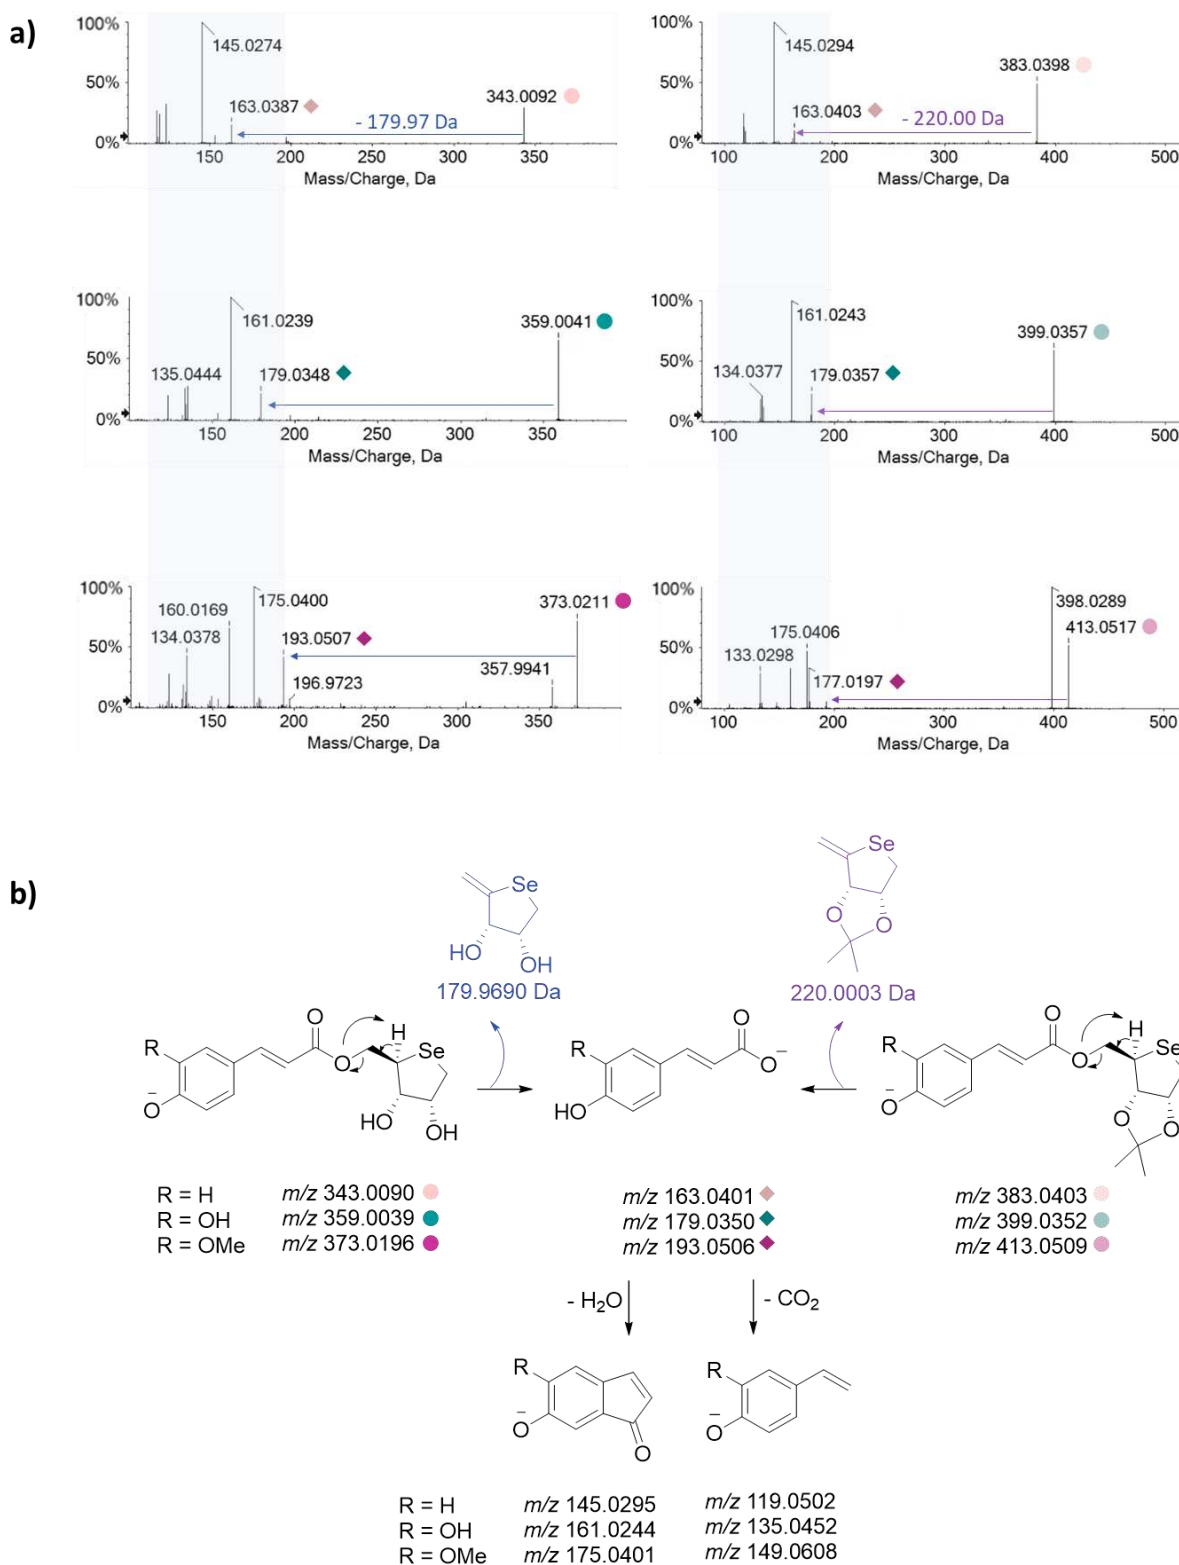 a)
100%
50%
0%
145.0274
163.0387
343.0092
- 179.97 Da
150 200 250 300 350
Mass/Charge, Da
100%
50%
0%
145.0294
163.0403
383.0398
- 220.00 Da
100 200 300 400 500
Mass/Charge, Da
100%
50%
0%
161.0239
135.0444
179.0348
359.0041
150 200 250 300 350
Mass/Charge, Da
100%
50%
0%
161.0243
134.0377
179.0357
399.0357
100 200 300 400 500
Mass/Charge, Da
100%
50%
0%
160.0169
175.0400
134.0378
193.0507
196.9723
357.9941
373.0211
150 200 250 300 350
Mass/Charge, Da
100%
50%
0%
175.0406
133.0298
177.0197
398.0289
413.0517
100 200 300 400 500
Mass/Charge, Da
b)
Se
HO
OH
179.9690 Da
Se
O
O
220.0003 Da
R
O
O
H
Se
O
HO
OH
R
HO
O
O
R
O
O
H
Se
O
O
O
R = H m/z 343.0090
R = OH m/z 359.0039
R = OMe m/z 373.0196
m/z 163.0401
m/z 179.0350
m/z 193.0506
m/z 383.0403
m/z 399.0352
m/z 413.0509
- H₂O
- CO₂
R
O
O
R
O
R = H m/z 145.0295 m/z 119.0502
R = OH m/z 161.0244 m/z 135.0452
R = OMe m/z 175.0401 m/z 149.0608